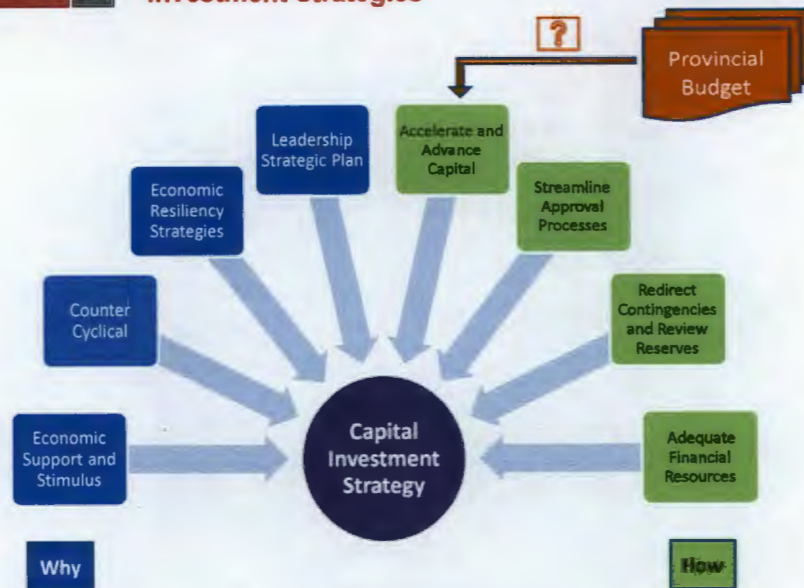 Investment Strategies
?
Provincial
Budget
Leadership
Strategic Plan
Accelerate and
Advance
Capital
Economic
Resiliency
Strategies
Streamline
Approval
Processes
Counter
Cyclical
Redirect
Contingencies
and Review
Reserves
Economic
Support and
Stimulus
Capital
Investment
Strategy
Adequate
Financial
Resources
Why
How